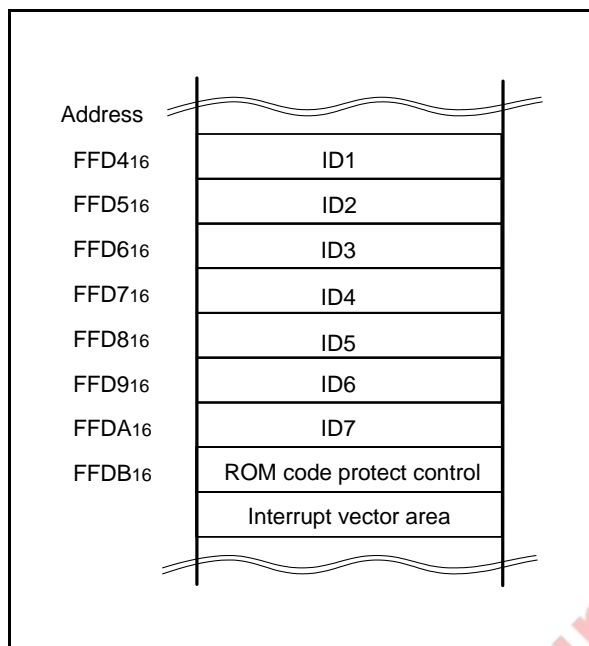 Address
FFD416 ID1
FFD516 ID2
FFD616 ID3
FFD716 ID4
FFD816 ID5
FFD916 ID6
FFDA16 ID7
FFDB16 ROM code protect control
Interrupt vector area